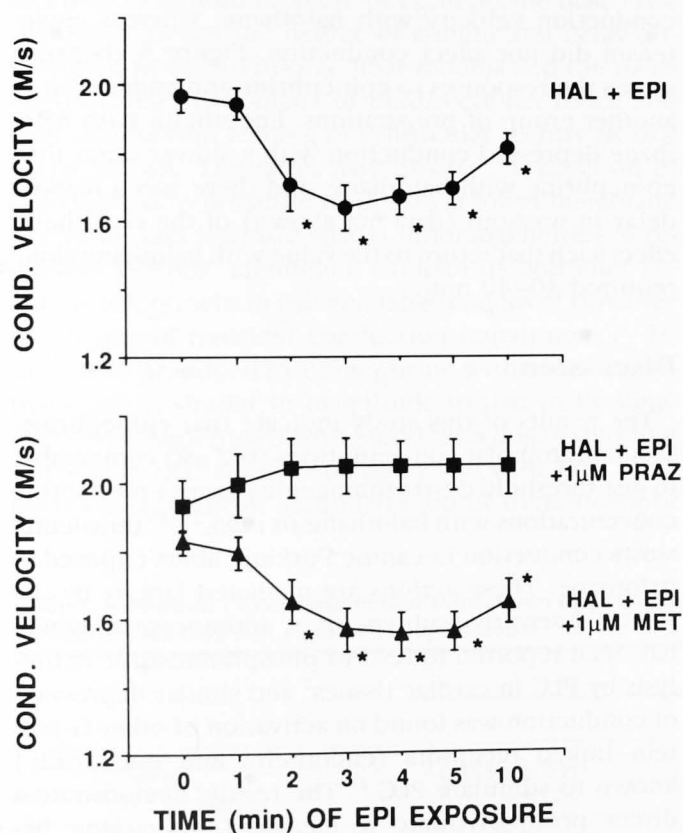 COND. VELOCITY (M/s)
2.0
1.6
1.2
HAL + EPI
*
*
*
*
*
COND. VELOCITY (M/s)
2.0
1.6
1.2
HAL + EPI
+1µM PRAZ
HAL + EPI
+1µM MET
*
*
*
*
*
0 1 2 3 4 5 10
TIME (min) OF EPI EXPOSURE